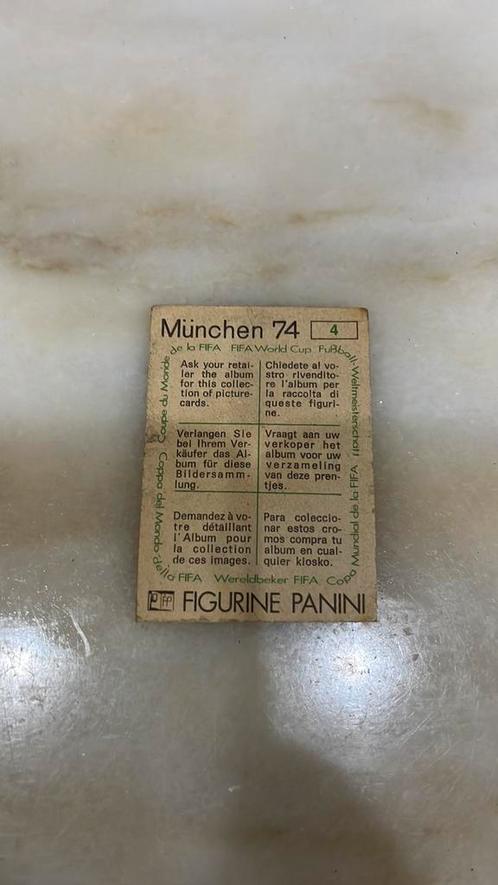 München 74 4
Coupe du Monde de la FIFA FIFA World Cup Fußball-Weltmeisterschaft
Ask your retai-
ler the album
for this collec-
tion of picture-
cards.
Chiedete al vo-
stro rivendito-
re l'album per
la raccolta di
queste figuri-
ne.
Verlangen Sie
bei Ihrem Ver-
käufer das Al-
bum für diese
Bildersamm-
lung.
Vraagt aan uw
verkoper het
album voor uw
verzameling
van deze pren-
tjes.
Demandez à vo-
tre détaillant
l'Album pour
la collection
de ces images.
Para coleccio-
nar estos cro-
mos compra tu
album en cual-
quier kiosko.
Coppa del Mondo della FIFA Wereldbeker FIFA Copa Mundial de la FIFA
FIGURINE PANINI